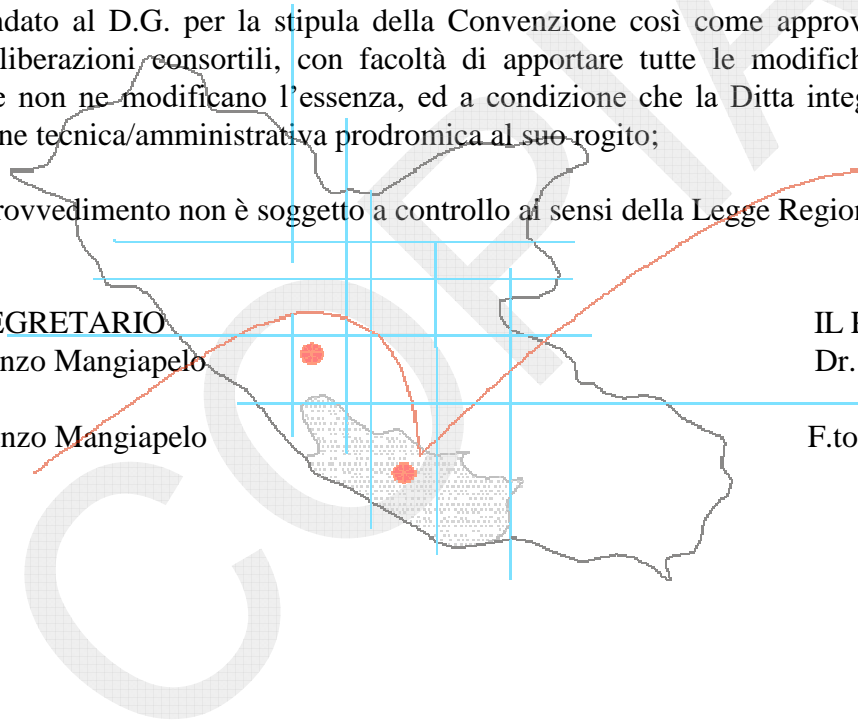 ndato al D.G. per la stipula della Convenzione così come approv
liberazioni consortili, con facoltà di apportare tutte le modifich
e non ne modificano l’essenza, ed a condizione che la Ditta integ
ne tecnica/amministrativa prodromica al suo rogito;
rovvedimento non è soggetto a controllo ai sensi della Legge Region
EGRETARIO IL
nzo Mangiapelo Dr.
nzo Mangiapelo F.to
COPIA